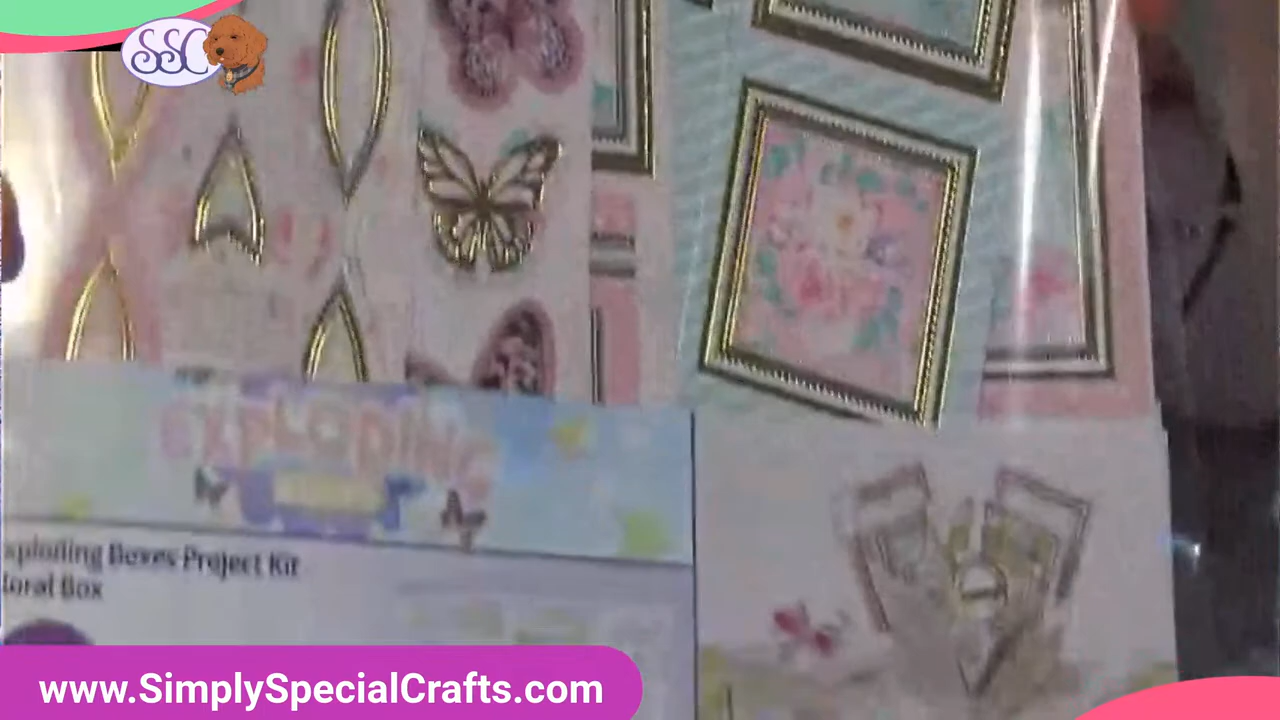 SSC
EXPLODING
xploding Boxes Project Kit
loral Box
www.SimplySpecialCrafts.com